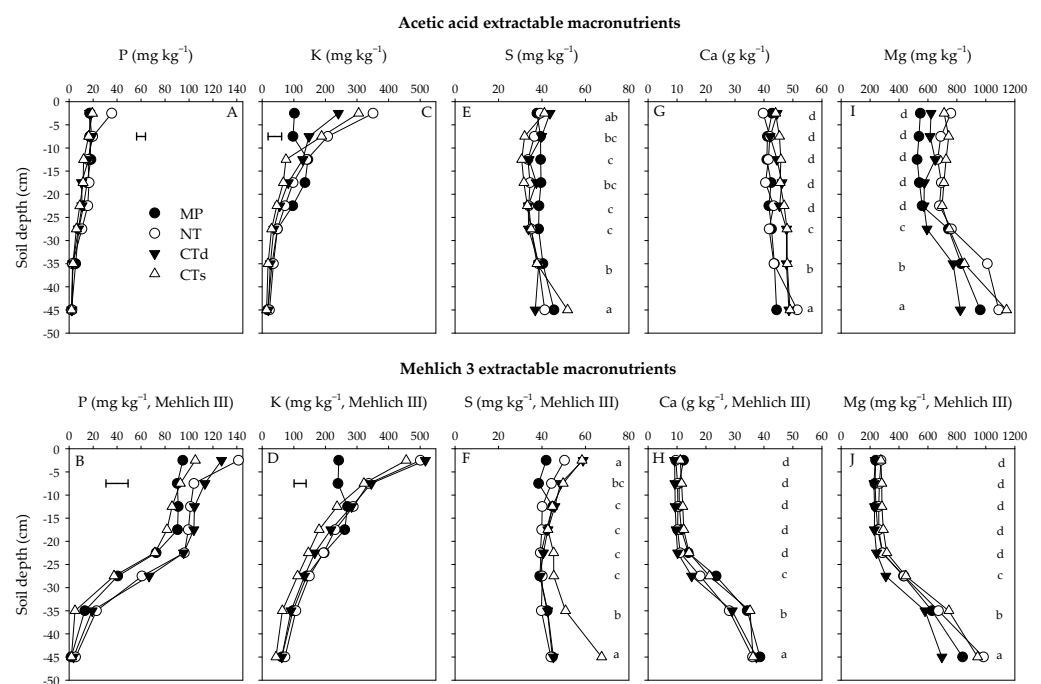 Acetic acid extractable macronutrients
P (mg kg⁻¹) K (mg kg⁻¹) S (mg kg⁻¹) Ca (g kg⁻¹) Mg (mg kg⁻¹)
0 20 40 60 80 100 120 140 0 100 200 300 400 500 0 20 40 60 80 0 10 20 30 40 50 60 0 200 400 600 800 1000 1200
0 A C E ab G d I d
-5 bc d d
-10 c d d
-15 bc d d
-20 c d d
-25 c c c
-30
-35 b b b
-40
-45 a a a
-50
Soil depth (cm)
MP
NT
CTd
CTs
Mehlich 3 extractable macronutrients
P (mg kg⁻¹, Mehlich III) K (mg kg⁻¹, Mehlich III) S (mg kg⁻¹, Mehlich III) Ca (g kg⁻¹, Mehlich III) Mg (mg kg⁻¹, Mehlich III)
0 20 40 60 80 100 120 140 0 100 200 300 400 500 0 20 40 60 80 0 10 20 30 40 50 60 0 200 400 600 800 1000 1200
0 B D F a H d J d
-5 bc d d
-10 c d d
-15 c d d
-20 c d d
-25 c c c
-30
-35 b b b
-40
-45 a a a
-50
Soil depth (cm)